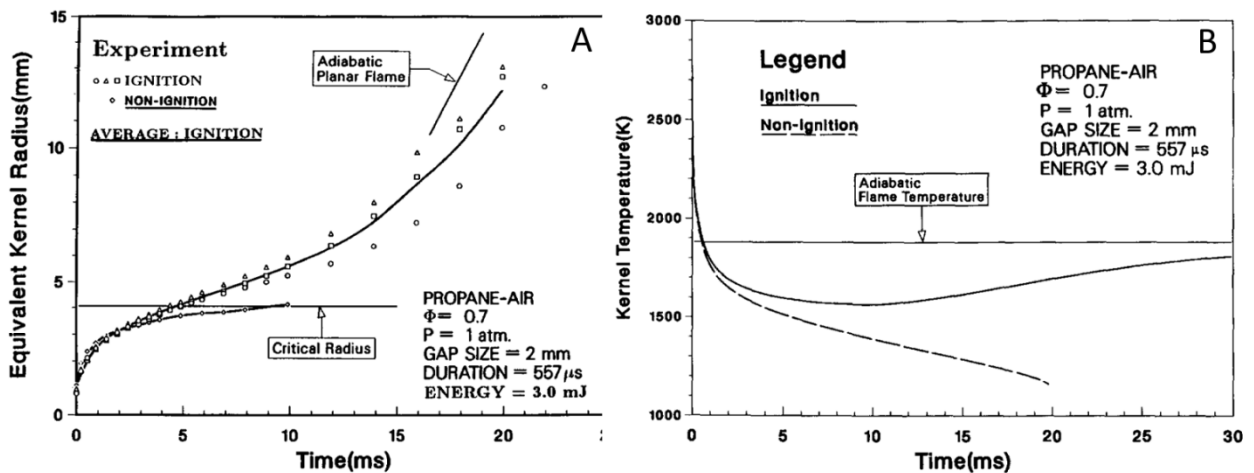 A
Equivalent Kernel Radius(mm)
15
10
5
0
Experiment
○ △ □ IGNITION
◇ NON-IGNITION
AVERAGE : IGNITION
Adiabatic
Planar Flame
Critical Radius
PROPANE-AIR
Φ= 0.7
P = 1 atm.
GAP SIZE = 2 mm
DURATION = 557μs
ENERGY = 3.0 mJ
0 5 10 15 20
Time(ms)
B
Kernel Temperature(K)
3000
2500
2000
1500
1000
Legend
Ignition
Non-Ignition
PROPANE-AIR
Φ= 0.7
P = 1 atm.
GAP SIZE = 2 mm
DURATION = 557 μs
ENERGY = 3.0 mJ
Adiabatic
Flame Temperature
0 5 10 15 20 25 30
Time(ms)